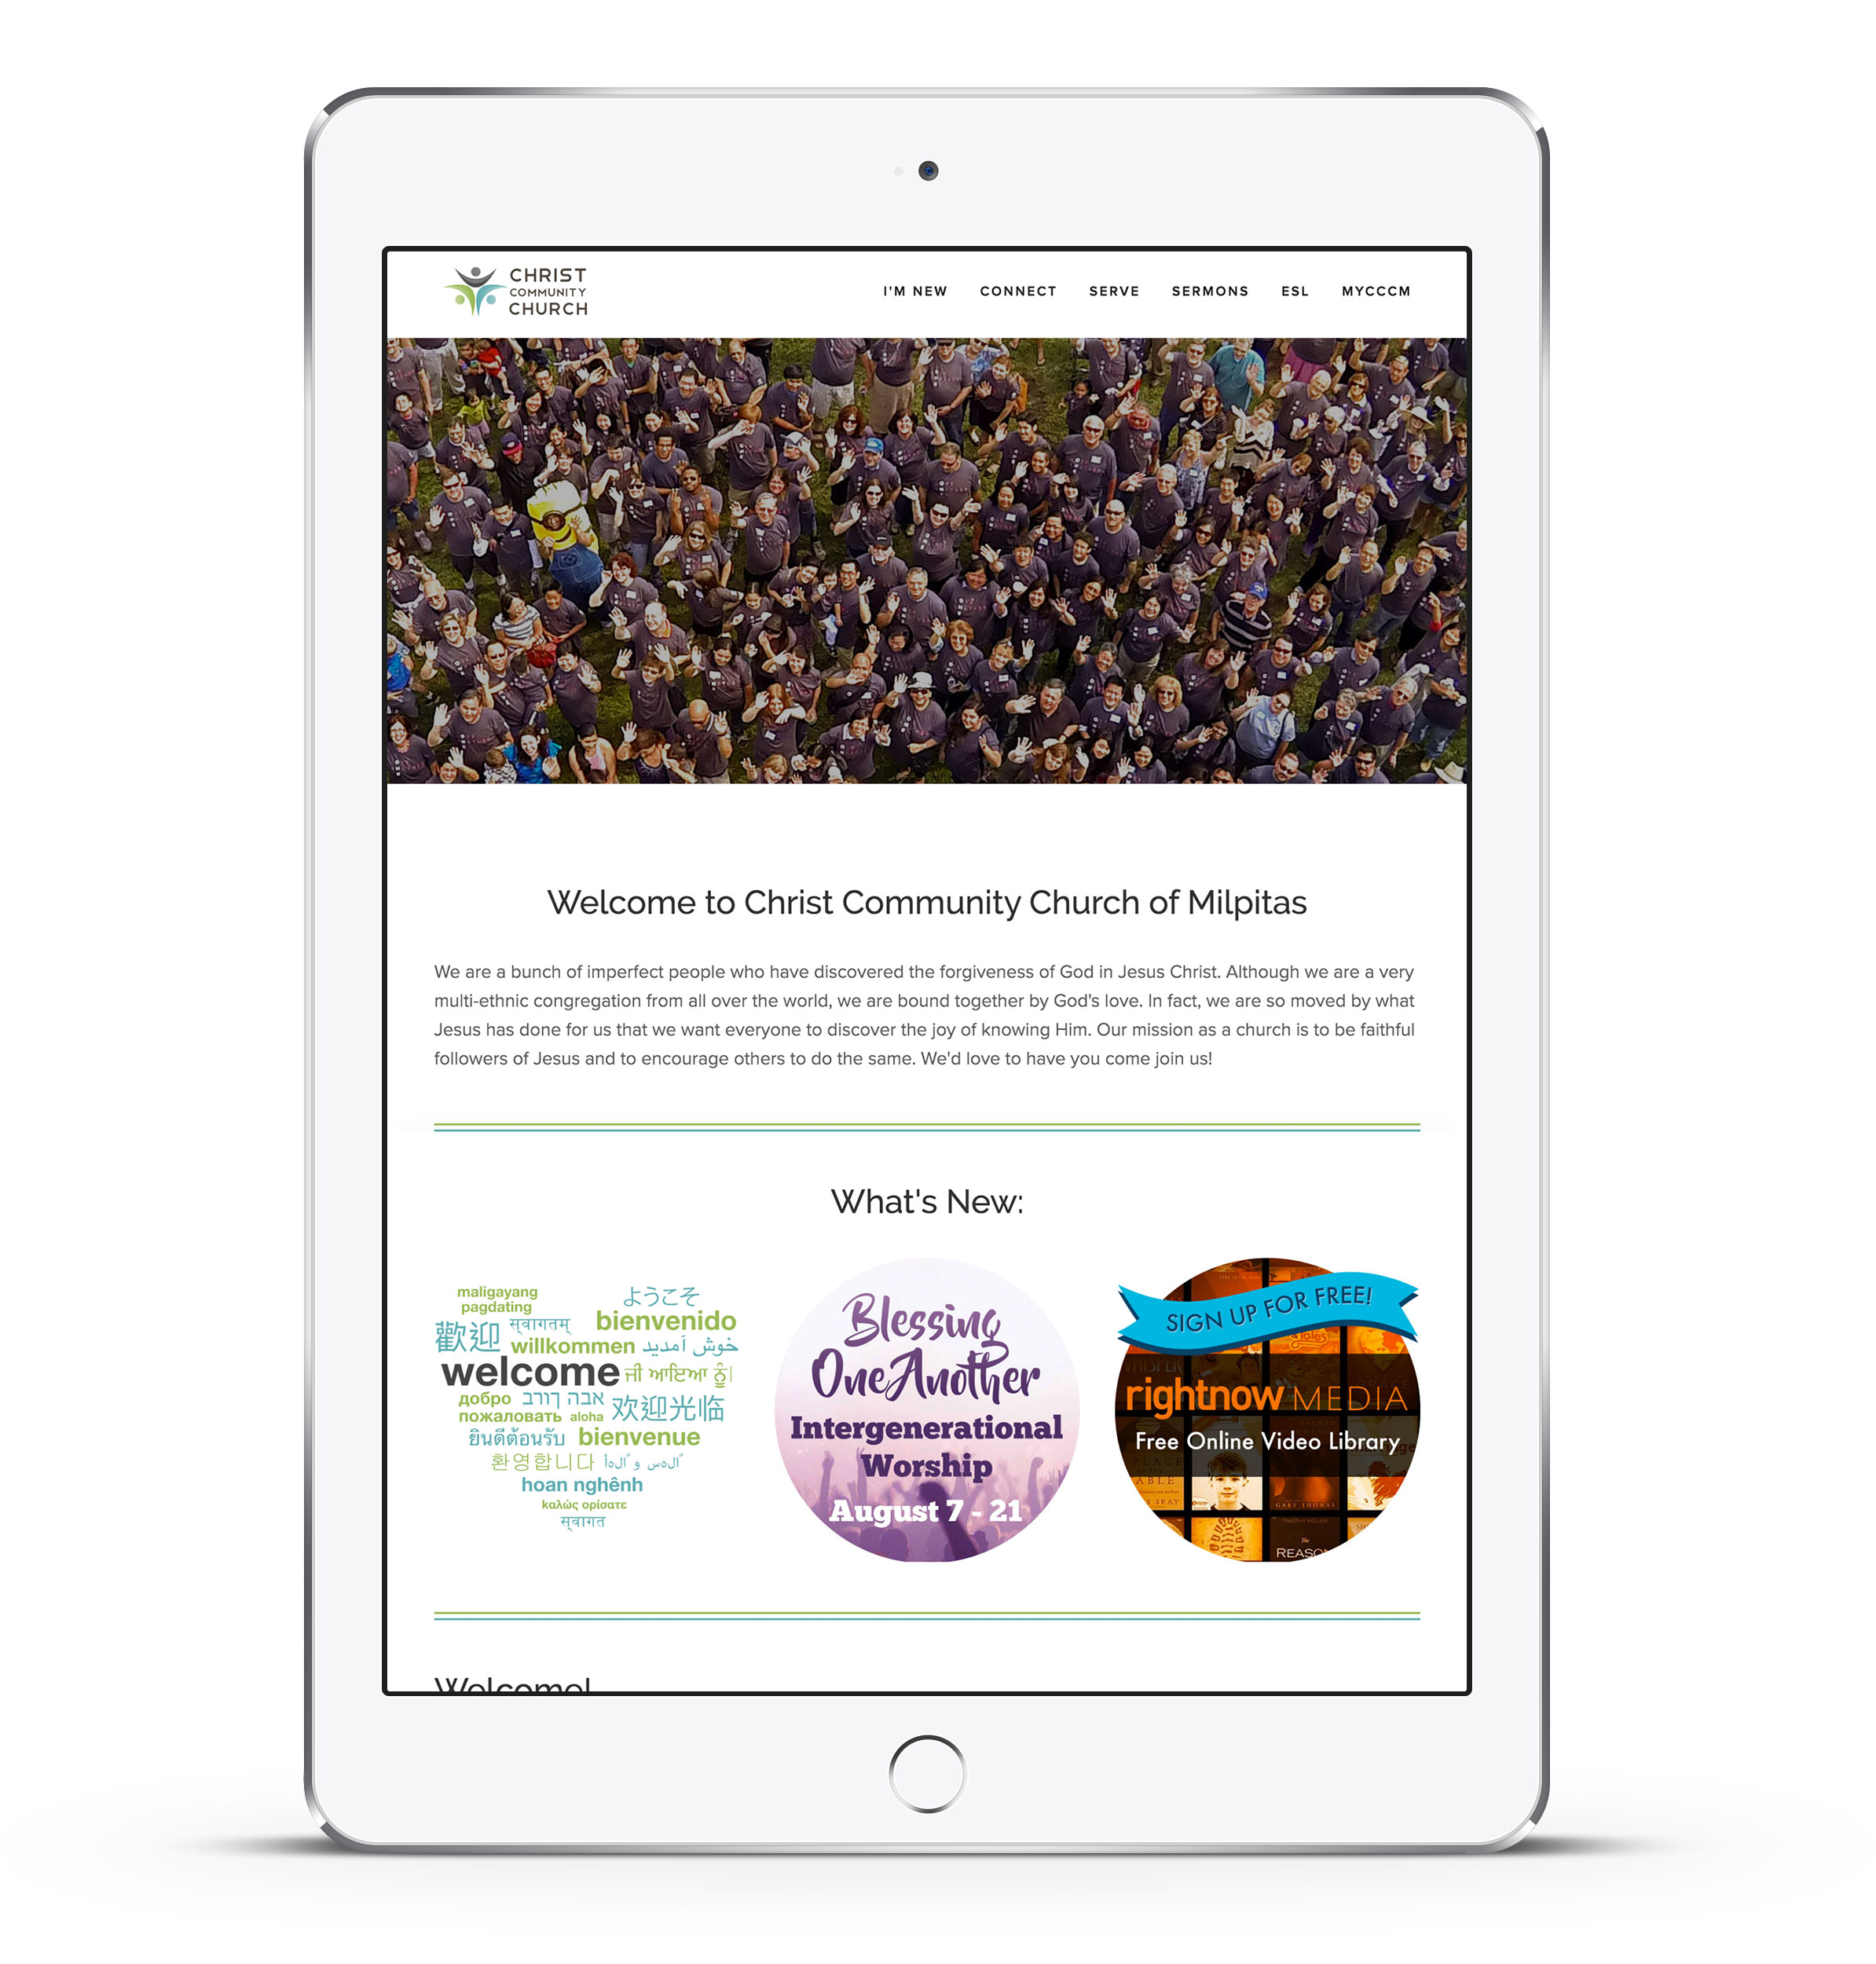 CHRIST
COMMUNITY
CHURCH
I'M NEW CONNECT SERVE SERMONS ESL MYCCCM
Welcome to Christ Community Church of Milpitas
We are a bunch of imperfect people who have discovered the forgiveness of God in Jesus Christ. Although we are a very
multi-ethnic congregation from all over the world, we are bound together by God's love. In fact, we are so moved by what
Jesus has done for us that we want everyone to discover the joy of knowing Him. Our mission as a church is to be faithful
followers of Jesus and to encourage others to do the same. We'd love to have you come join us!
What's New:
maligayang
pagdating
ようこそ
歡迎 स्वागतम् bienvenido
willkommen خوش آمدید
welcome ਜੀ ਆਇਆ ਨੂੰ।
добро ברוך הבא
пожаловать aloha 欢迎光临
ยินดีต้อนรับ bienvenue
환영합니다
hoan nghênh
καλώς ορίσατε
स्वागत
Blessing
One Another
Intergenerational
Worship
August 7 - 21
SIGN UP FOR FREE!
rightnow MEDIA
Free Online Video Library
ABLE
SEAY
GARY THOMAS
TIMOTHY KELLER
The
REASON
Welcome!